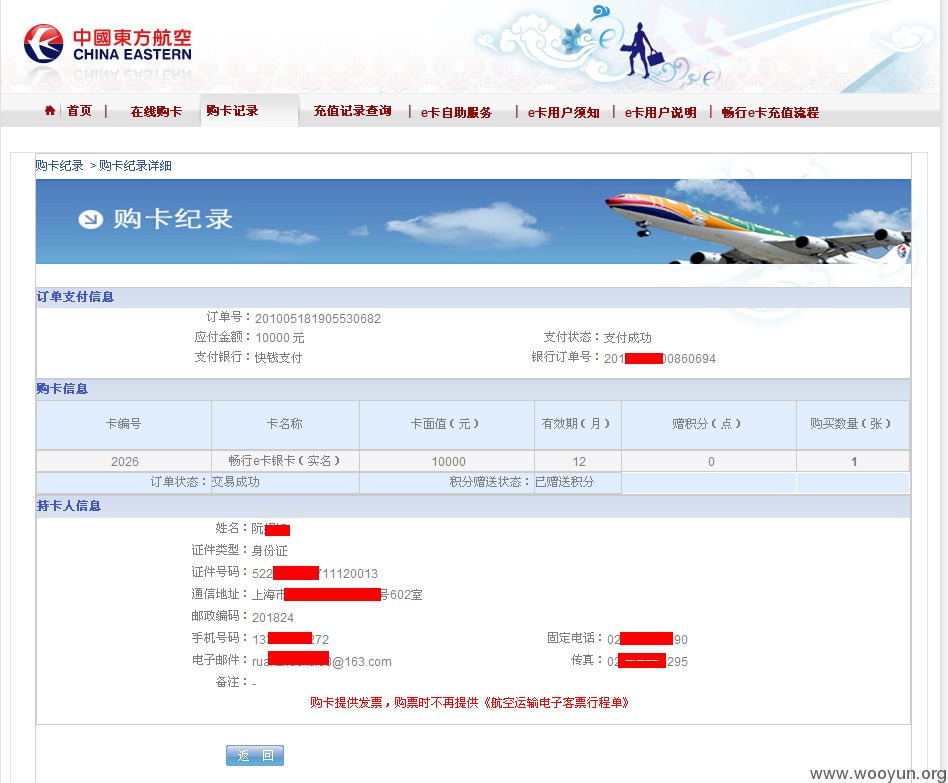 中國東方航空
CHINA EASTERN
首页 | 在线购卡 购卡记录 充值记录查询 | e卡自助服务 | e卡用户须知 | e卡用户说明 | 畅行e卡充值流程
购卡纪录 > 购卡纪录详细
购卡纪录
订单支付信息
订单号：201005181905530682
应付金额：10000 元 支付状态：支付成功
支付银行：快钱支付 银行订单号：201 00860694
购卡信息
卡编号 卡名称 卡面值（元） 有效期（月） 赠积分（点） 购买数量（张）
2026 畅行e卡银卡（实名） 10000 12 0 1
订单状态：交易成功 积分赠送状态：已赠送积分
持卡人信息
姓名：阮
证件类型：身份证
证件号码：522 711120013
通信地址：上海市 号602室
邮政编码：201824
手机号码：13 272 固定电话：02 90
电子邮件：rua @163.com 传真：02 295
备注：-
购卡提供发票，购票时不再提供《航空运输电子客票行程单》
返 回
www.wooyun.org